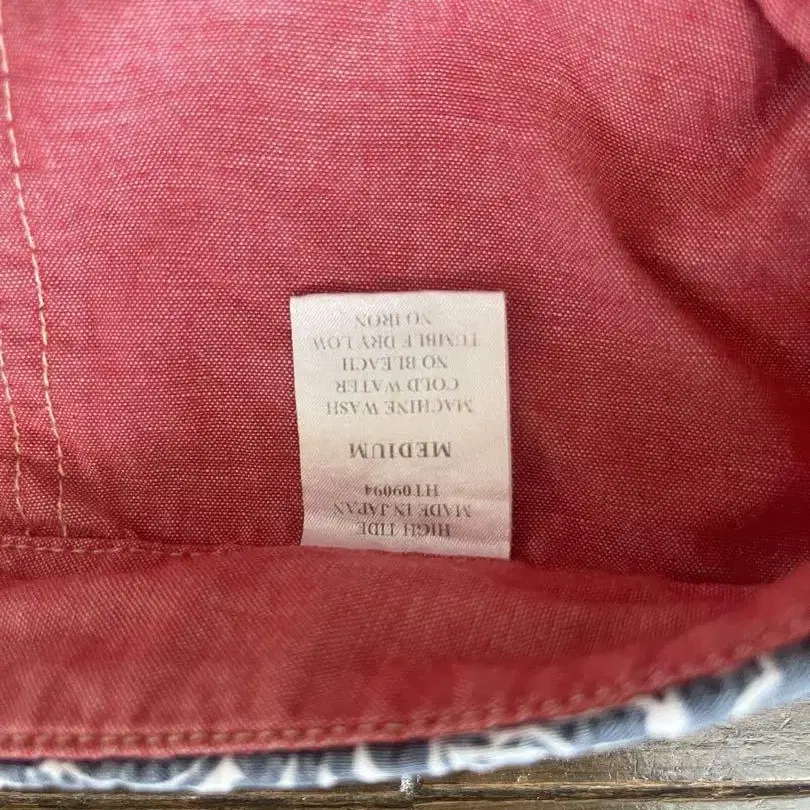 HIGH TIDE
MADE IN JAPAN
HT09094
MEDIUM
MACHINE WASH
COLD WATER
NO BLEACH
TUMBLE DRY LOW
NO IRON